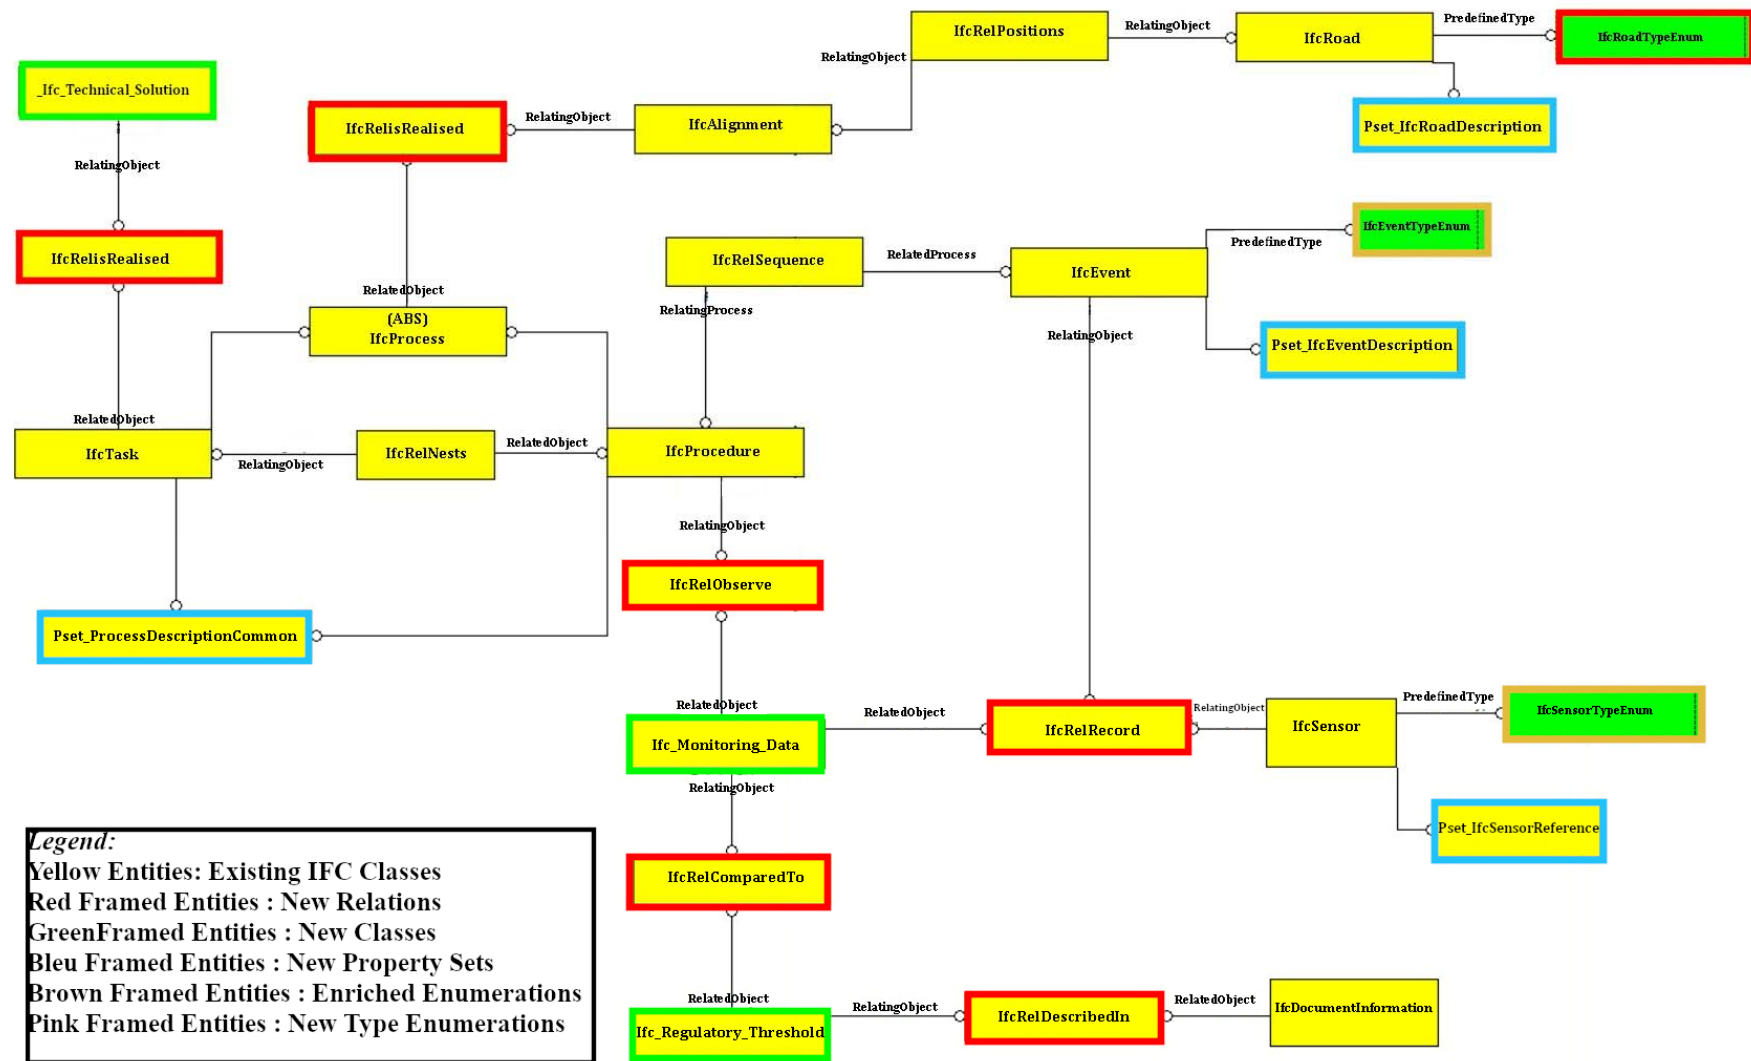 IfcRelPositions
RelatingObject
IfcRoad
PredefinedType
IfcRoadTypeEnum
RelatingObject
_Ifc_Technical_Solution
IfcRelisRealised
RelatingObject
IfcAlignment
Pset_IfcRoadDescription
RelatingObject
IfcRelisRealised
IfcRelSequence
RelatedProcess
IfcEvent
PredefinedType
IfcEventTypeEnum
RelatedObject
RelatingProcess
RelatingObject
(ABS)
IfcProcess
Pset_IfcEventDescription
RelatedObject
IfcTask
RelatingObject
IfcRelNests
RelatedObject
IfcProcedure
RelatingObject
IfcRelObserve
Pset_ProcessDescriptionCommon
RelatedObject
Ifc_Monitoring_Data
RelatedObject
IfcRelRecord
RelatingObject
IfcSensor
PredefinedType
IfcSensorTypeEnum
RelatingObject
Pset_IfcSensorReference
IfcRelComparedTo
RelatedObject
Ifc_Regulatory_Threshold
RelatingObject
IfcRelDescribedIn
RelatedObject
IfcDocumentInformation
Legend:
Yellow Entities: Existing IFC Classes
Red Framed Entities : New Relations
GreenFramed Entities : New Classes
Bleu Framed Entities : New Property Sets
Brown Framed Entities : Enriched Enumerations
Pink Framed Entities : New Type Enumerations